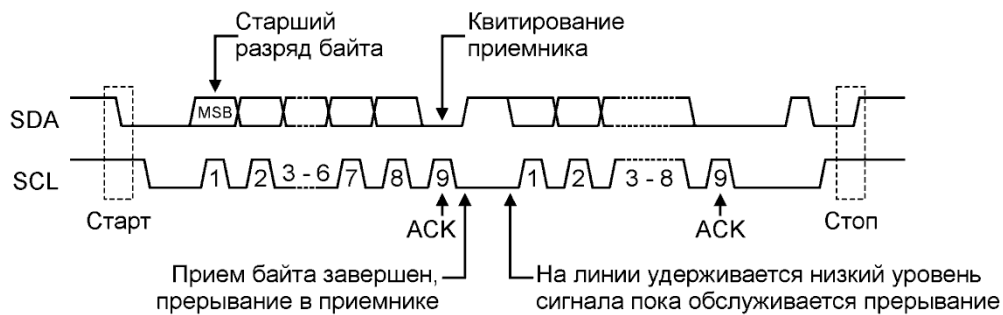 Старший
разряд байта
Квитирование
приемника
SDA
MSB
SCL
1 2 3 - 6 7 8 9 1 2 3 - 8 9
Старт
ACK
ACK
Стоп
Прием байта завершен,
прерывание в приемнике
На линии удерживается низкий уровень
сигнала пока обслуживается прерывание